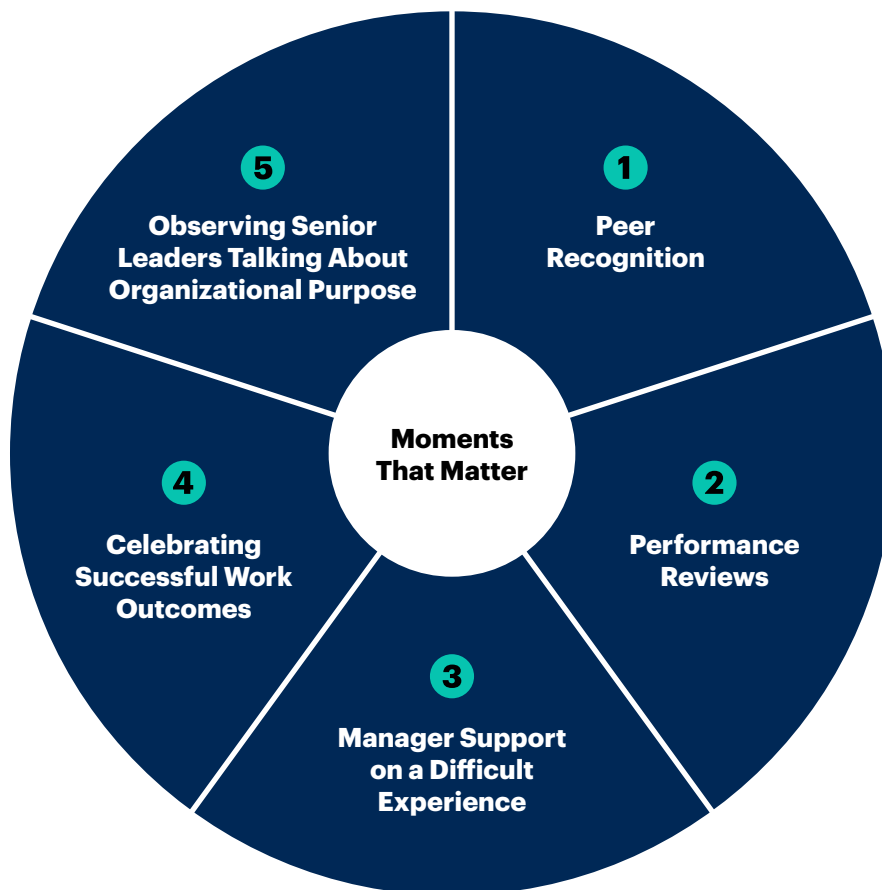 Moments
That Matter
1
Peer
Recognition
2
Performance
Reviews
3
Manager Support
on a Difficult
Experience
4
Celebrating
Successful Work
Outcomes
5
Observing Senior
Leaders Talking About
Organizational Purpose